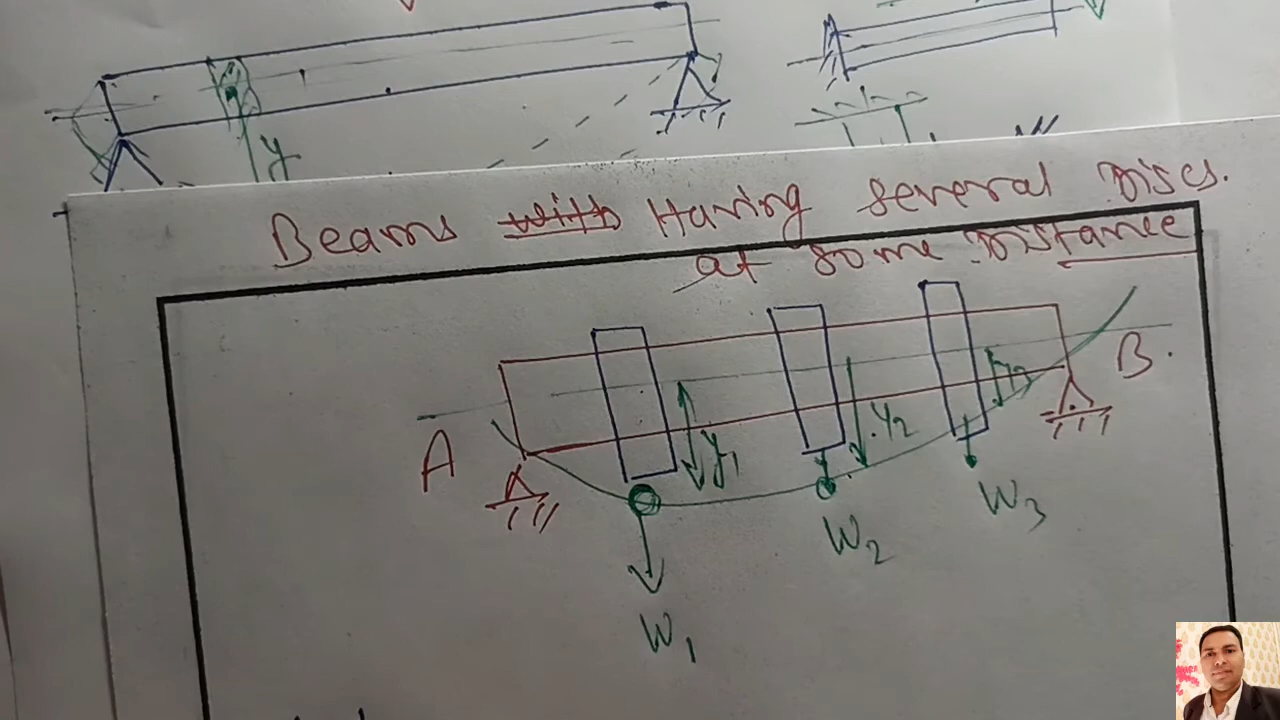 y
Beams with Having several Discs.
at some Distance
A
B.
y1
y2
y3
W1
W2
W3